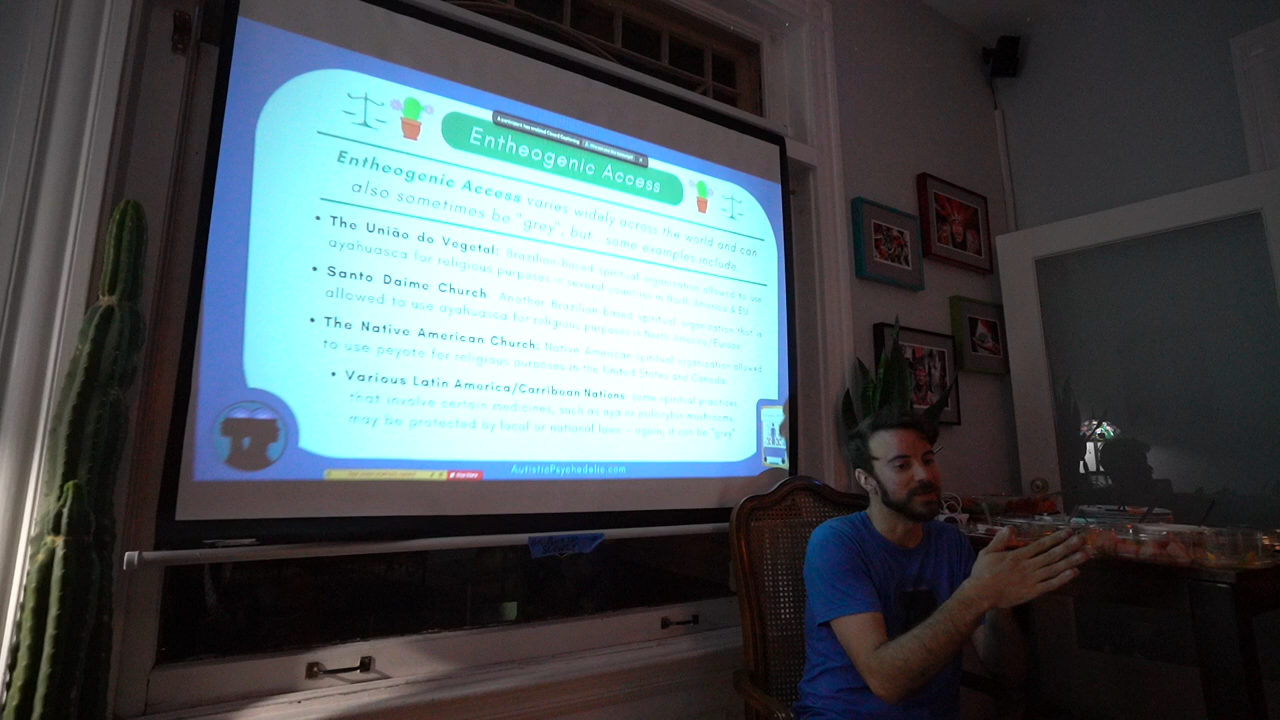 Entheogenic Access
Entheogenic Access varies widely across the world and can
also sometimes be "grey", but some examples include:
• The União do Vegetal: Brazilian-based spiritual organization allowed to use
ayahuasca for religious purposes in several countries in North America & EU
• Santo Daime Church: Another Brazilian-based spiritual organization that is
allowed to use ayahuasca for religious purposes in North America/Europe
• The Native American Church: Native American spiritual organization allowed
to use peyote for religious purposes in the United States and Canada.
• Various Latin America/Carribean Nations: some spiritual practices
that involve certain medicines, such as aya or psilocybin mushrooms,
may be protected by local or national laws - again, it can be "grey"
AutisticPsychedelic.com